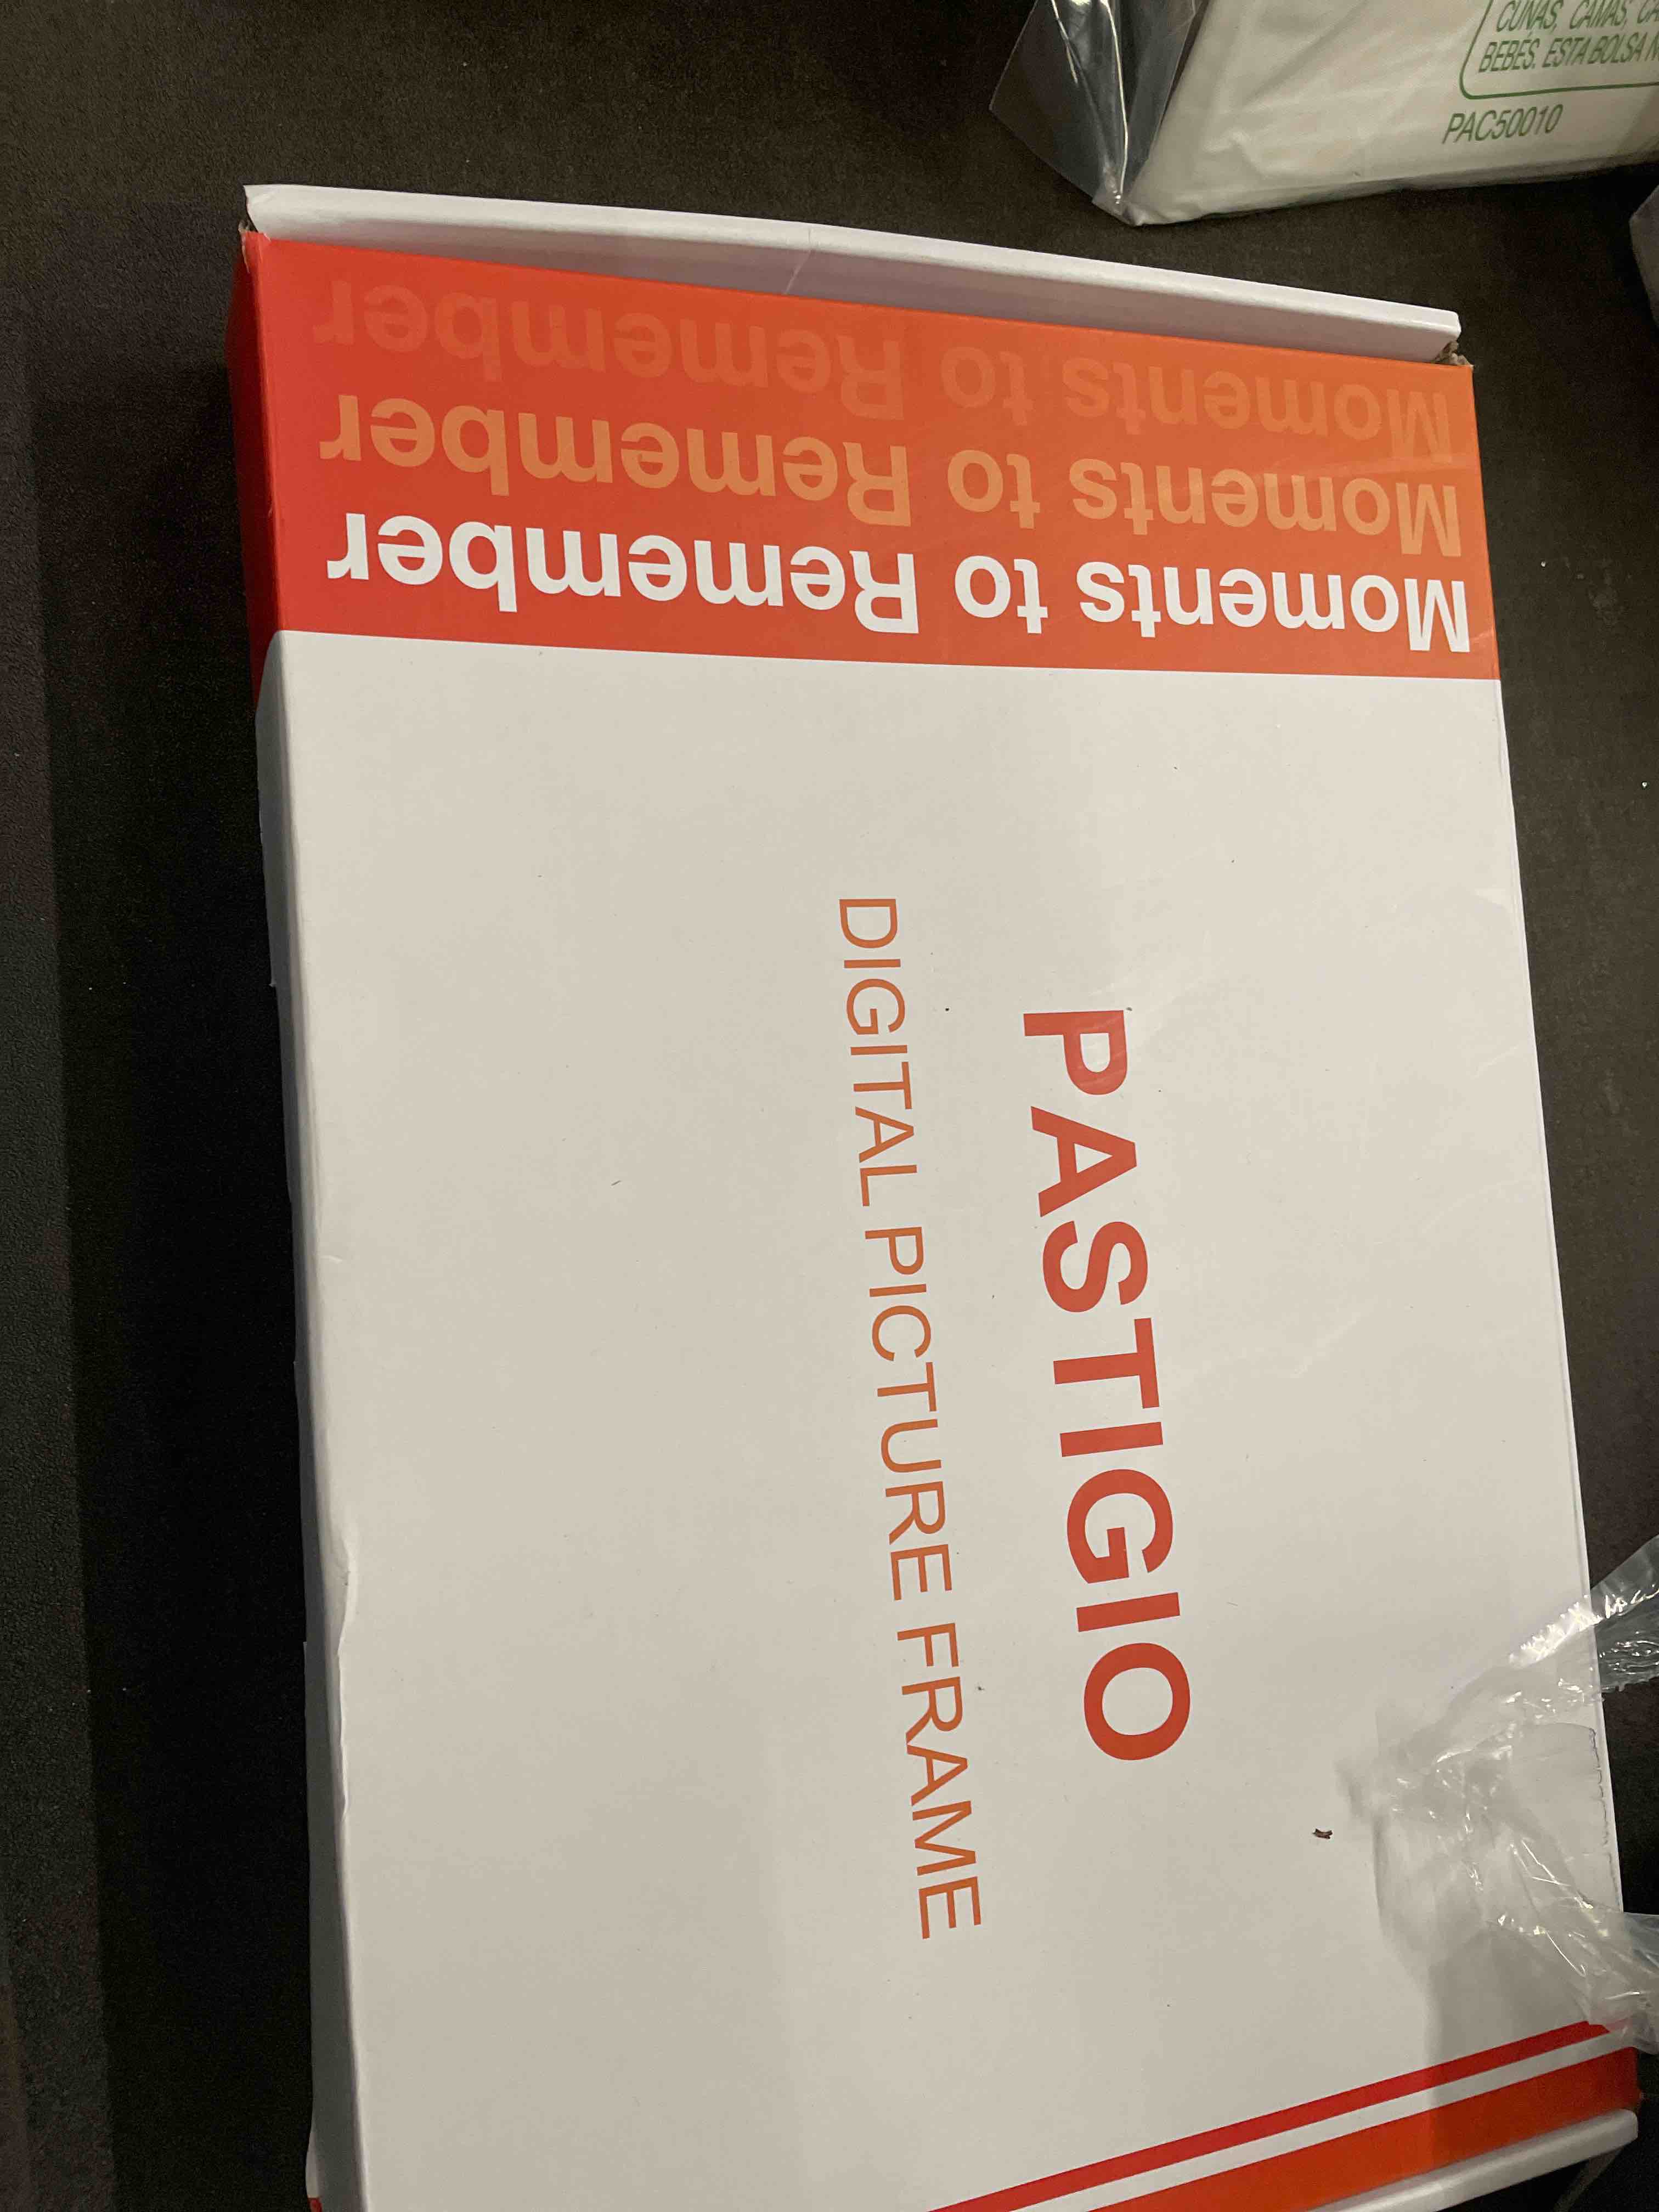 CUNAS, CAMAS,
BEBÉS. ESTA BOLSA
PAC50010
Moments to Remember
Moments to Remember
Moments to Remember
PASTIGIO
DIGITAL PICTURE FRAME